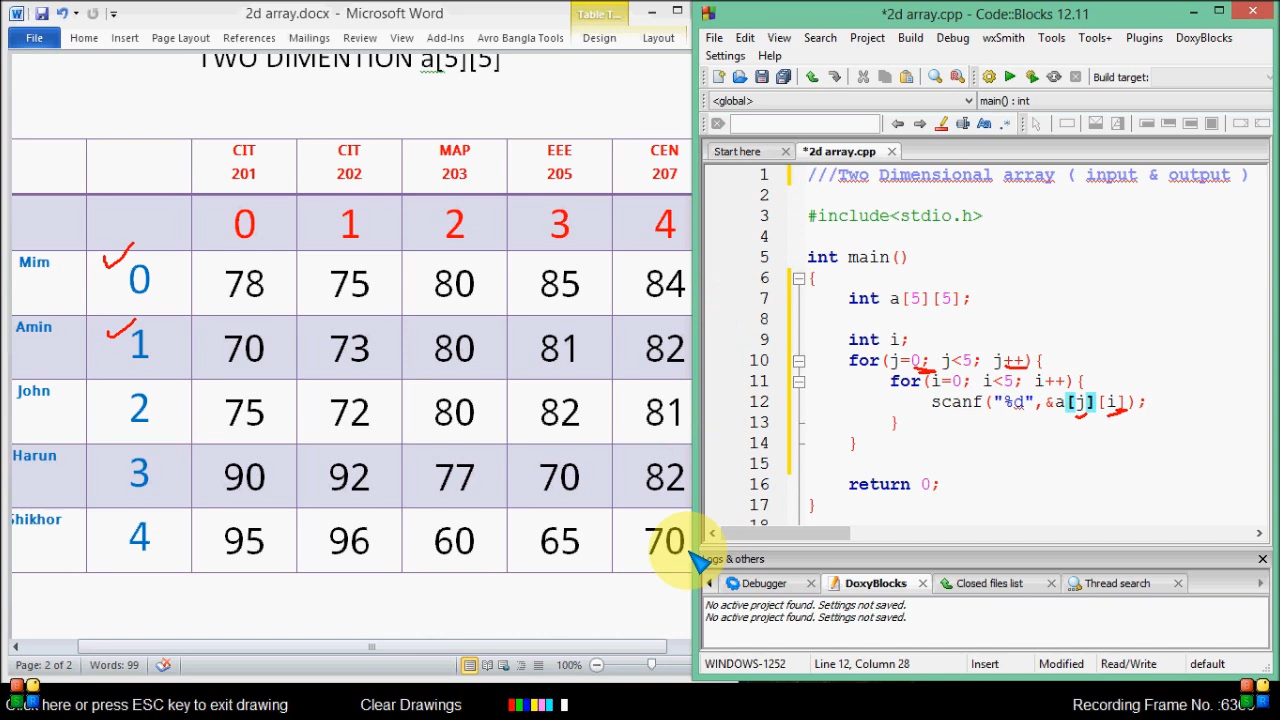 2d array.docx - Microsoft Word
Table T...
File Home Insert Page Layout References Mailings Review View Add-Ins Avro Bangla Tools Design Layout
TWO DIMENTION a[5][5]
CIT 201 CIT 202 MAP 203 EEE 205 CEN 207
0 1 2 3 4
Mim 0 78 75 80 85 84
Amin 1 70 73 80 81 82
John 2 75 72 80 82 81
Harun 3 90 92 77 70 82
Shikhor 4 95 96 60 65 70
Page: 2 of 2 Words: 99 100%
*2d array.cpp - Code::Blocks 12.11
File Edit View Search Project Build Debug wxSmith Tools Tools+ Plugins DoxyBlocks
Settings Help
Build target:
<global> main() : int
Start here *2d array.cpp
1 ///Two Dimensional array ( input & output )
2
3 #include<stdio.h>
4
5 int main()
6 {
7 int a[5][5];
8
9 int i;
10 for(j=0; j<5; j++){
11 for(i=0; i<5; i++){
12 scanf("%d",&a[j][i]);
13 }
14 }
15
16 return 0;
17 }
18
Logs & others
Debugger DoxyBlocks Closed files list Thread search
No active project found. Settings not saved.
No active project found. Settings not saved.
WINDOWS-1252 Line 12, Column 28 Insert Modified Read/Write default
here or press ESC key to exit drawing Clear Drawings Recording Frame No. :